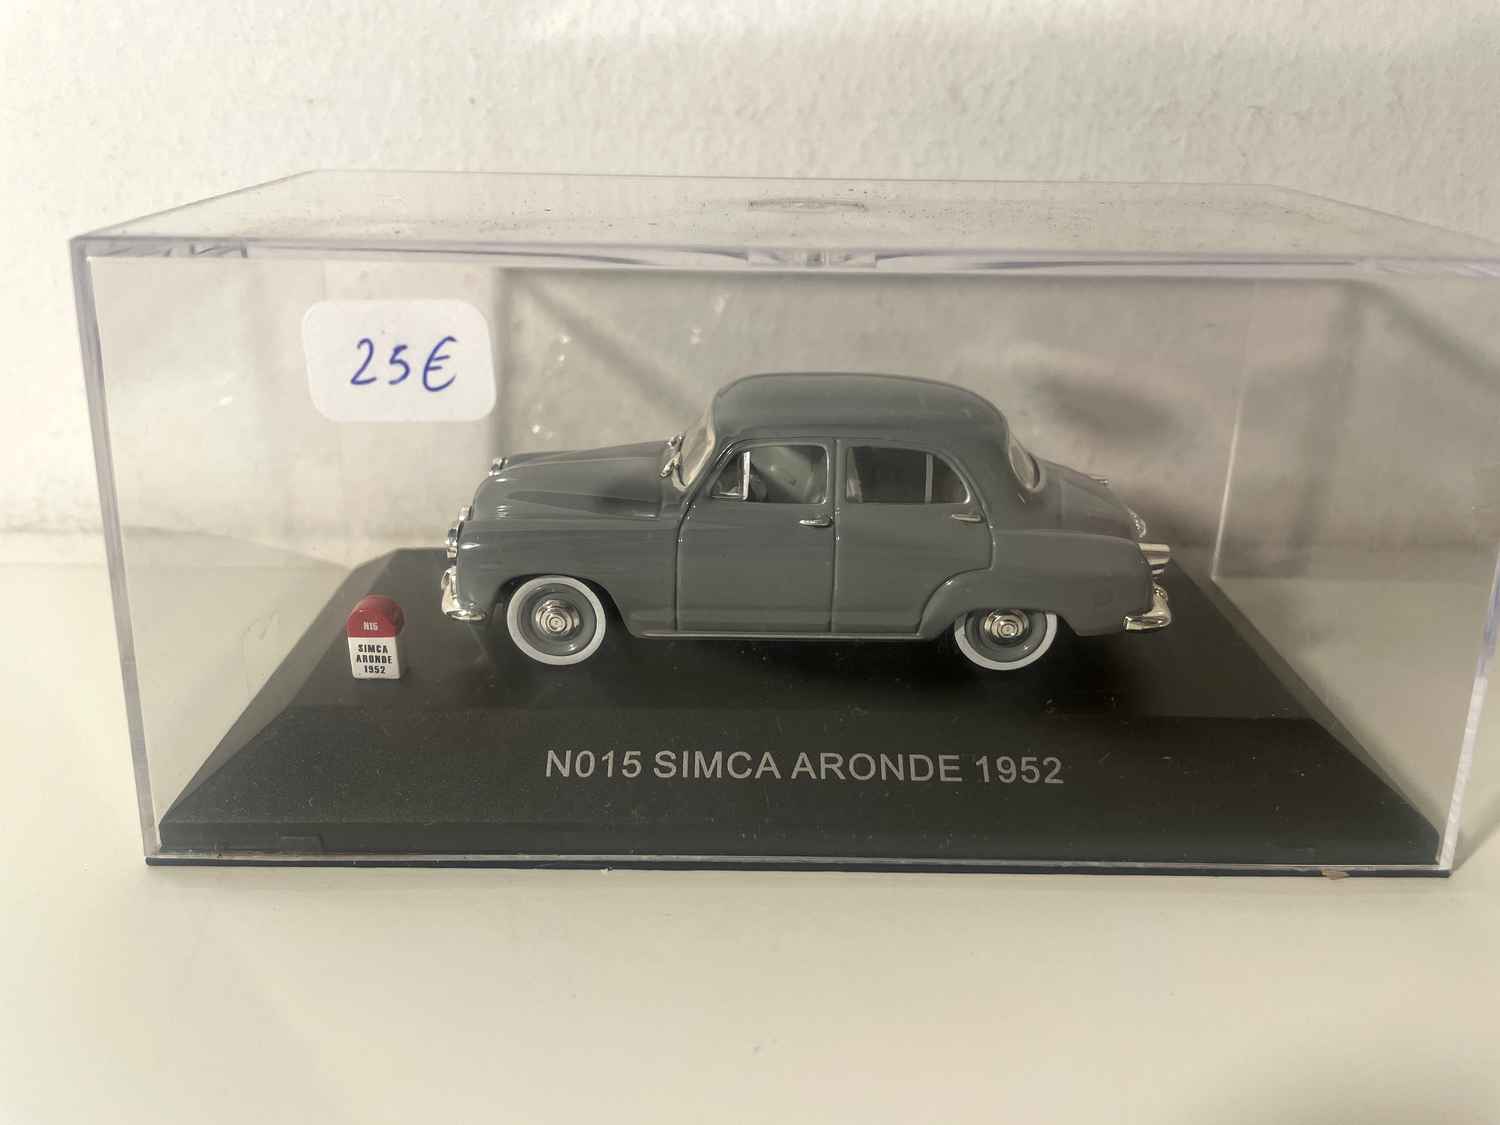 25€
N15
SIMCA
ARONDE
1952
N015 SIMCA ARONDE 1952